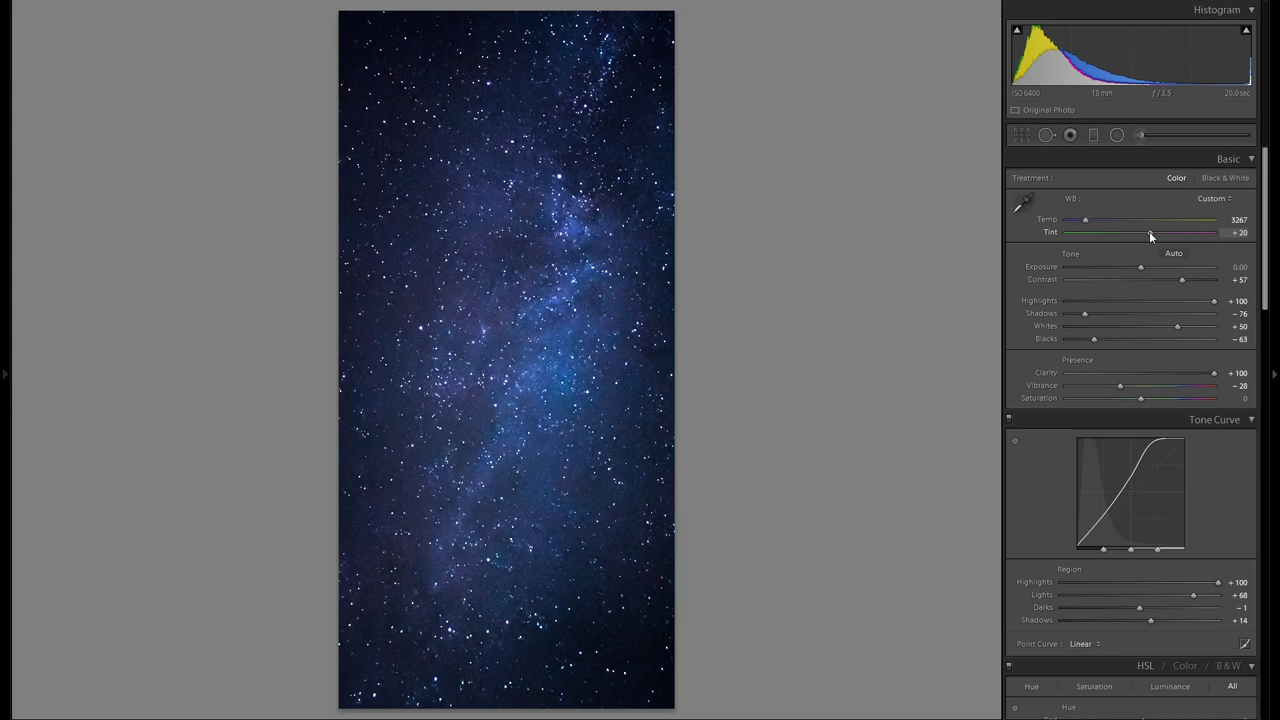 Histogram
ISO 6400 18 mm ƒ / 3.5 20.0 sec
Original Photo
Basic
Treatment : Color Black & White
WB : Custom
Temp 3267
Tint + 20
Tone Auto
Exposure 0.00
Contrast + 57
Highlights + 100
Shadows − 76
Whites + 50
Blacks − 63
Presence
Clarity + 100
Vibrance − 28
Saturation 0
Tone Curve
Region
Highlights + 100
Lights + 68
Darks − 1
Shadows + 14
Point Curve : Linear
HSL / Color / B & W
Hue Saturation Luminance All
Hue